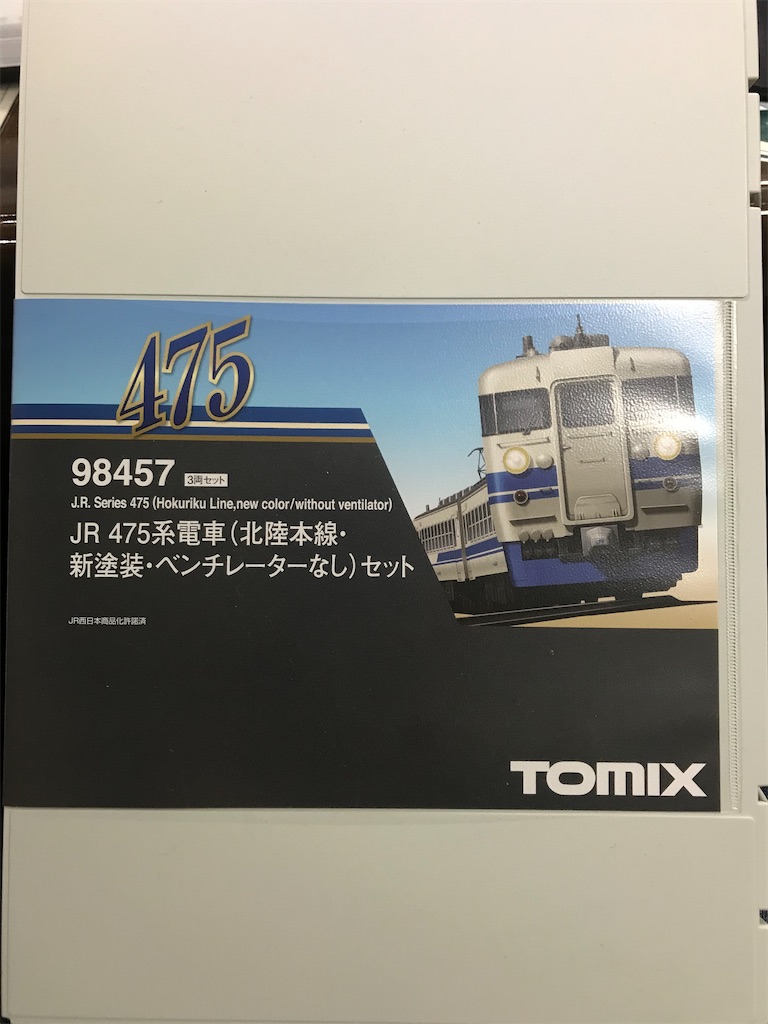 475
98457 3両セット
J.R. Series 475 (Hokuriku Line,new color/without ventilator)
JR 475系電車(北陸本線・
新塗装・ベンチレーターなし)セット
JR西日本商品化許諾済
TOMIX